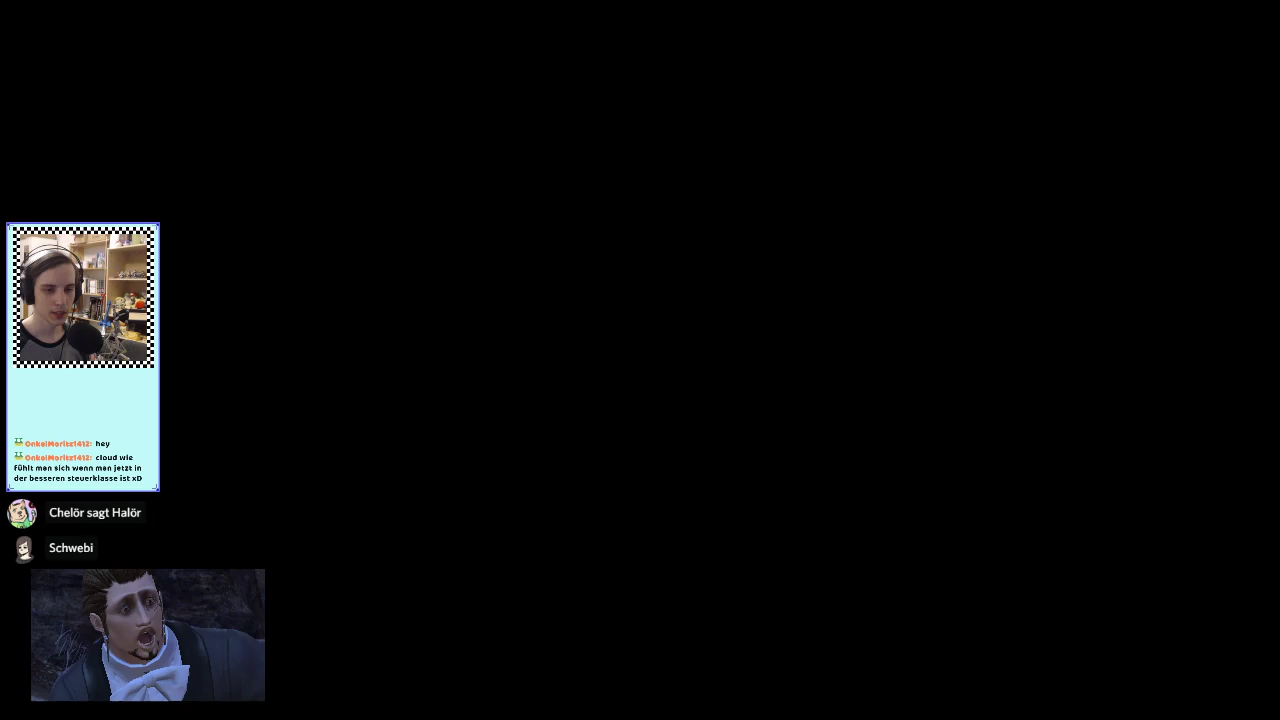 OnkelMoritz1412: hey
OnkelMoritz1412: cloud wie
fühlt man sich wenn man jetzt in
der besseren steuerklasse ist xD
Chelör sagt Halör
Schwebi